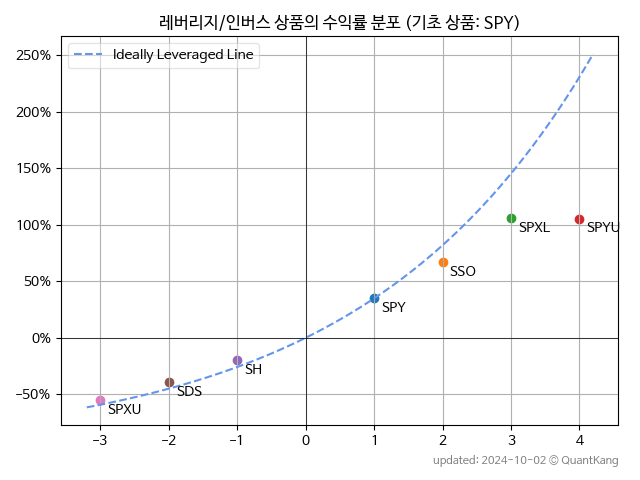 레버리지/인버스 상품의 수익률 분포 (기초 상품: SPY)
Ideally Leveraged Line
250%
200%
150%
100%
50%
0%
−50%
SPXU
SDS
SH
SPY
SSO
SPXL
SPYU
−3 −2 −1 0 1 2 3 4
updated: 2024-10-02 © QuantKang